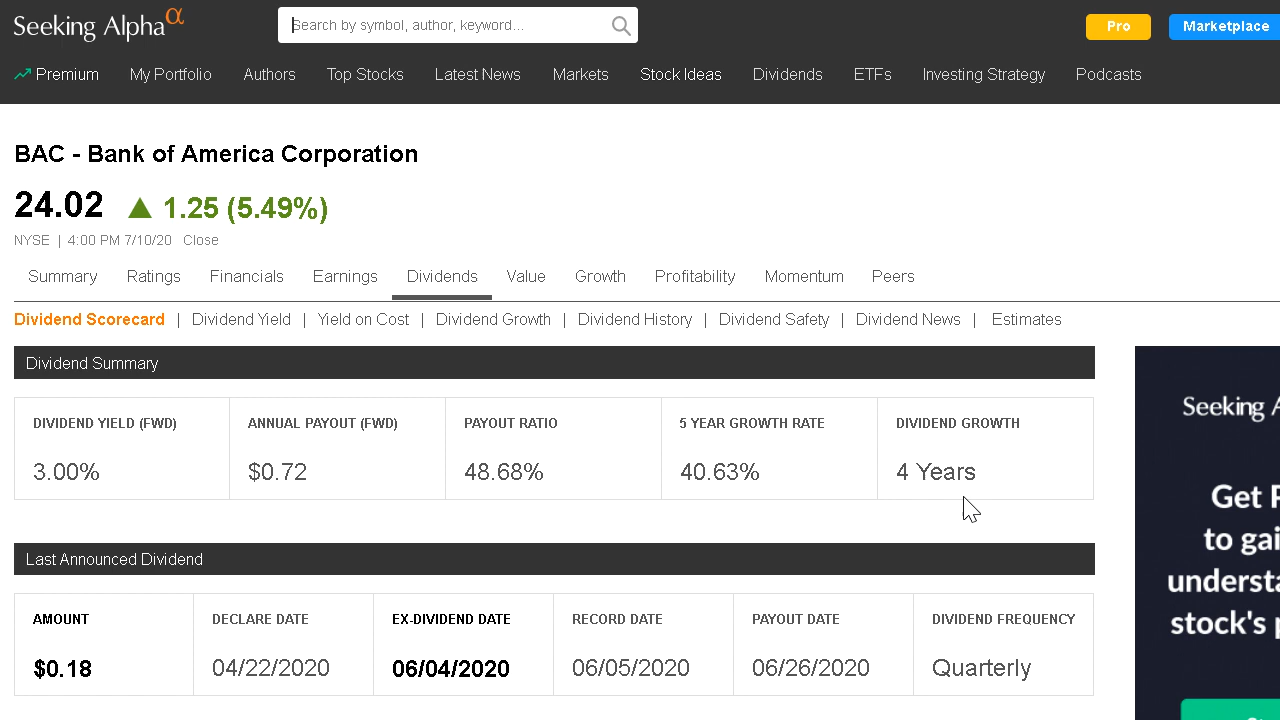 Seeking Alpha α
Search by symbol, author, keyword...
Pro
Marketplace
Premium My Portfolio Authors Top Stocks Latest News Markets Stock Ideas Dividends ETFs Investing Strategy Podcasts
BAC - Bank of America Corporation
24.02 ▲ 1.25 (5.49%)
NYSE | 4:00 PM 7/10/20 Close
Summary Ratings Financials Earnings Dividends Value Growth Profitability Momentum Peers
Dividend Scorecard | Dividend Yield | Yield on Cost | Dividend Growth | Dividend History | Dividend Safety | Dividend News | Estimates
Dividend Summary
DIVIDEND YIELD (FWD) ANNUAL PAYOUT (FWD) PAYOUT RATIO 5 YEAR GROWTH RATE DIVIDEND GROWTH
3.00% $0.72 48.68% 40.63% 4 Years
Last Announced Dividend
AMOUNT DECLARE DATE EX-DIVIDEND DATE RECORD DATE PAYOUT DATE DIVIDEND FREQUENCY
$0.18 04/22/2020 06/04/2020 06/05/2020 06/26/2020 Quarterly
Seeking A
Get P
to gai
understa
stock's p